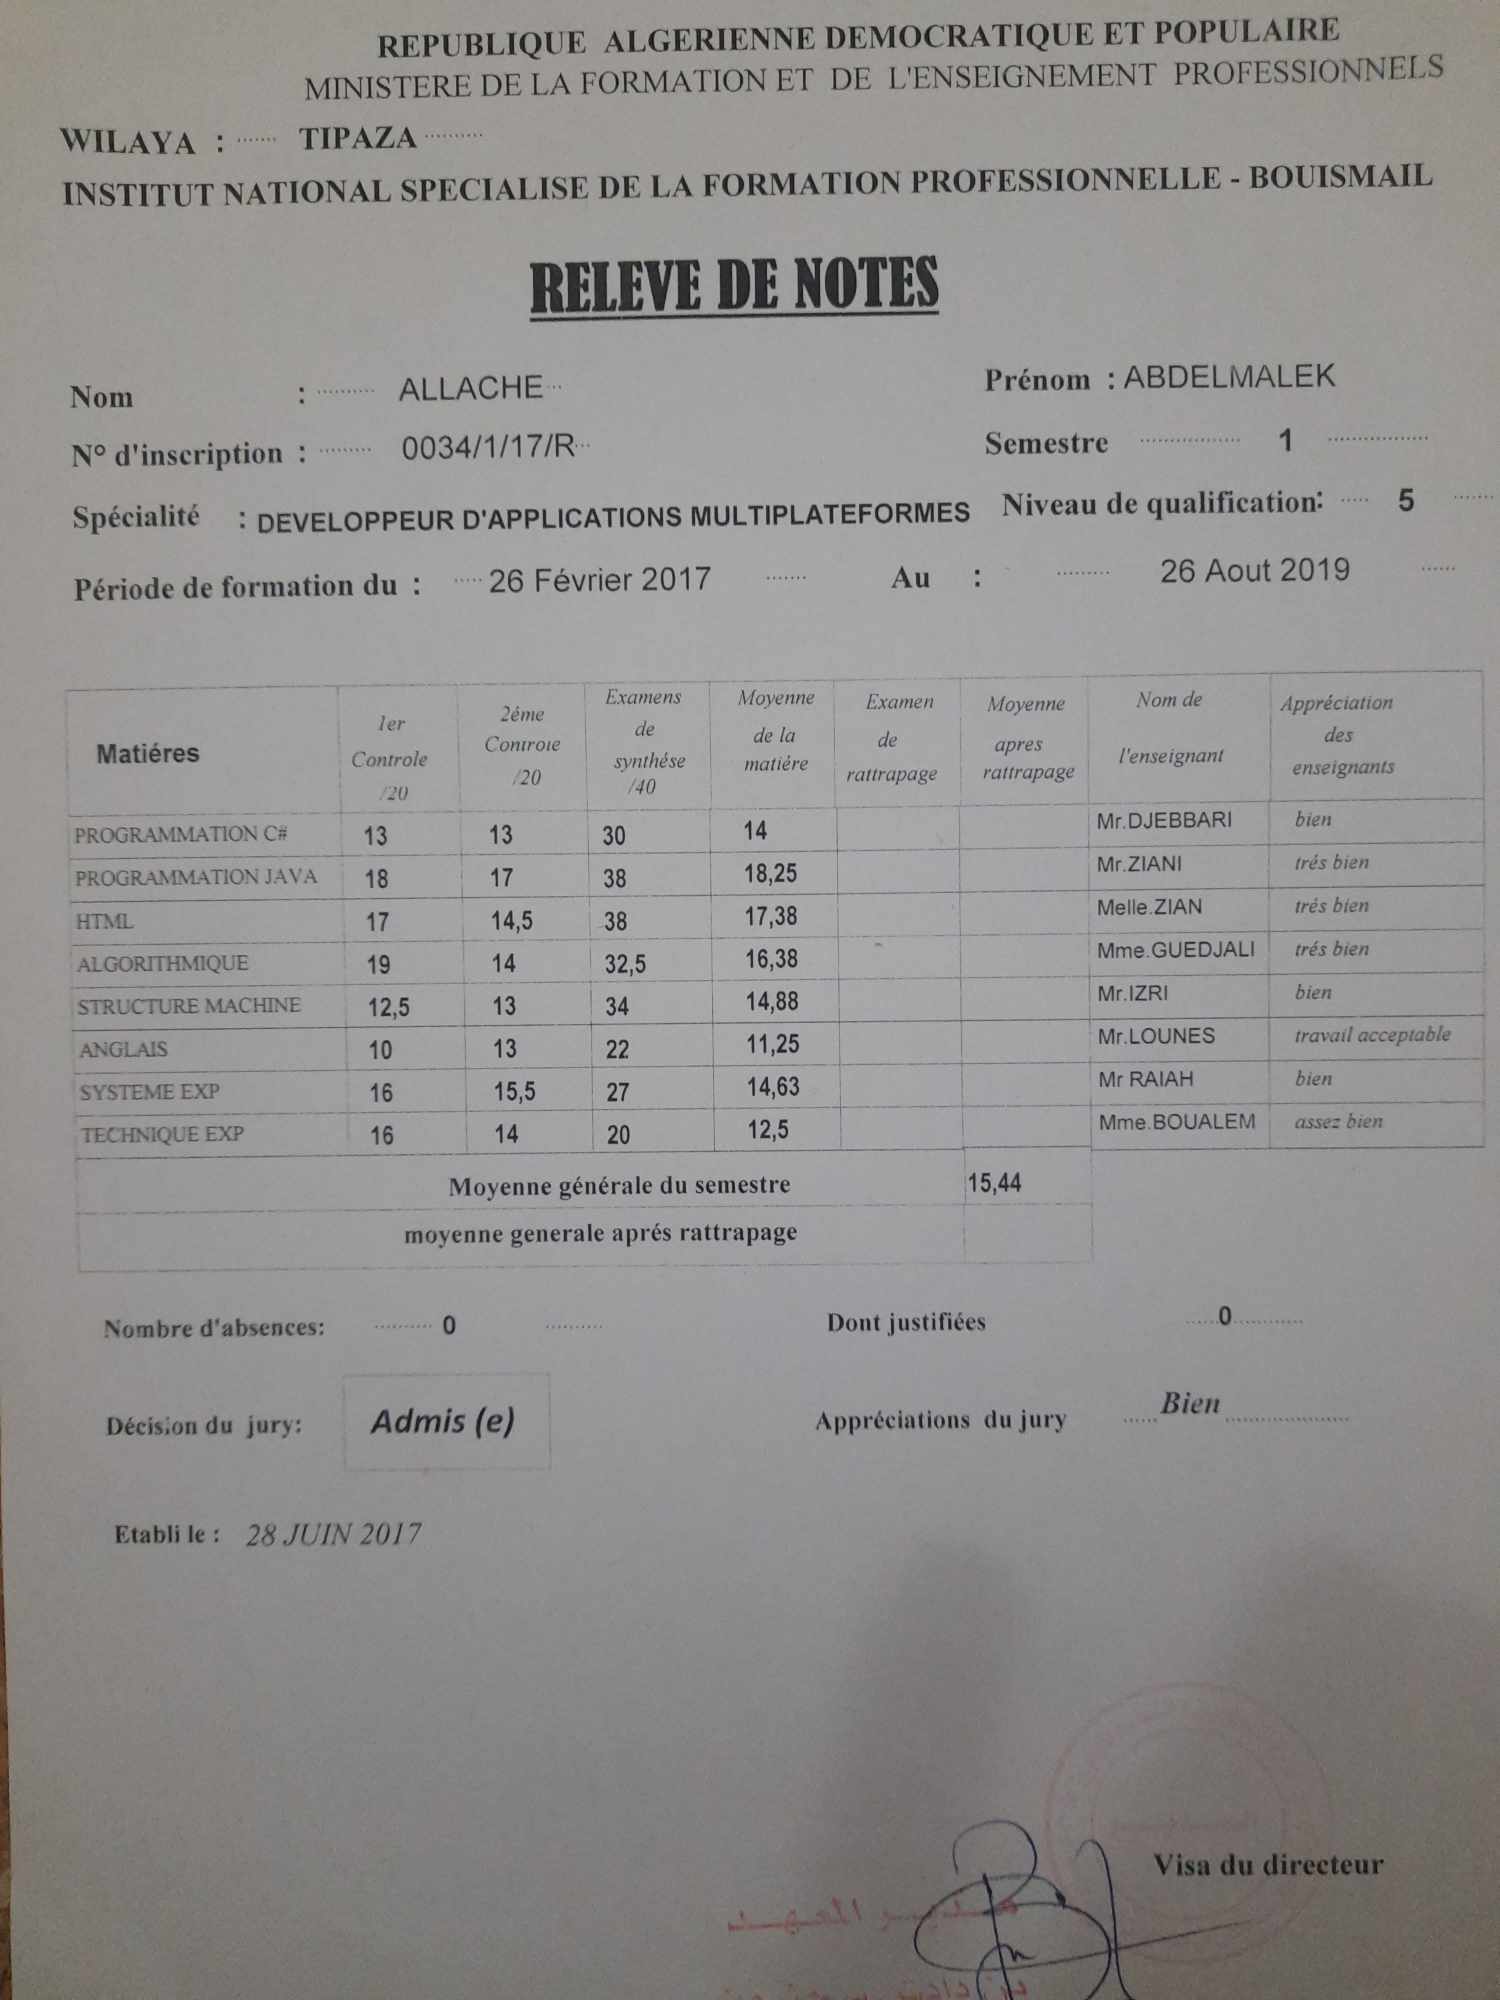 REPUBLIQUE ALGERIENNE DEMOCRATIQUE ET POPULAIRE
MINISTERE DE LA FORMATION ET DE L'ENSEIGNEMENT PROFESSIONNELS
WILAYA : ...... TIPAZA .........
INSTITUT NATIONAL SPECIALISE DE LA FORMATION PROFESSIONNELLE - BOUISMAIL
RELEVE DE NOTES
Nom : ......... ALLACHE... Prénom : ABDELMALEK
N° d'inscription : ........ 0034/1/17/R... Semestre ................. 1 .................
Spécialité : DEVELOPPEUR D'APPLICATIONS MULTIPLATEFORMES Niveau de qualification: ..... 5 .......
Période de formation du : ..... 26 Février 2017 ....... Au : ......... 26 Aout 2019 ......
Matiéres 1er Controle /20 2éme Controle /20 Examens de synthése /40 Moyenne de la matiére Examen de rattrapage Moyenne apres rattrapage Nom de l'enseignant Appréciation des enseignants
PROGRAMMATION C# 13 13 30 14 Mr.DJEBBARI bien
PROGRAMMATION JAVA 18 17 38 18,25 Mr.ZIANI trés bien
HTML 17 14,5 38 17,38 Melle.ZIAN trés bien
ALGORITHMIQUE 19 14 32,5 16,38 Mme.GUEDJALI trés bien
STRUCTURE MACHINE 12,5 13 34 14,88 Mr.IZRI bien
ANGLAIS 10 13 22 11,25 Mr.LOUNES travail acceptable
SYSTEME EXP 16 15,5 27 14,63 Mr RAIAH bien
TECHNIQUE EXP 16 14 20 12,5 Mme.BOUALEM assez bien
Moyenne générale du semestre 15,44
moyenne generale aprés rattrapage
Nombre d'absences: .......... 0 .......... Dont justifiées ......0............
Décision du jury: Admis (e) Appréciations du jury ......Bien....................
Etabli le : 28 JUIN 2017
Visa du directeur